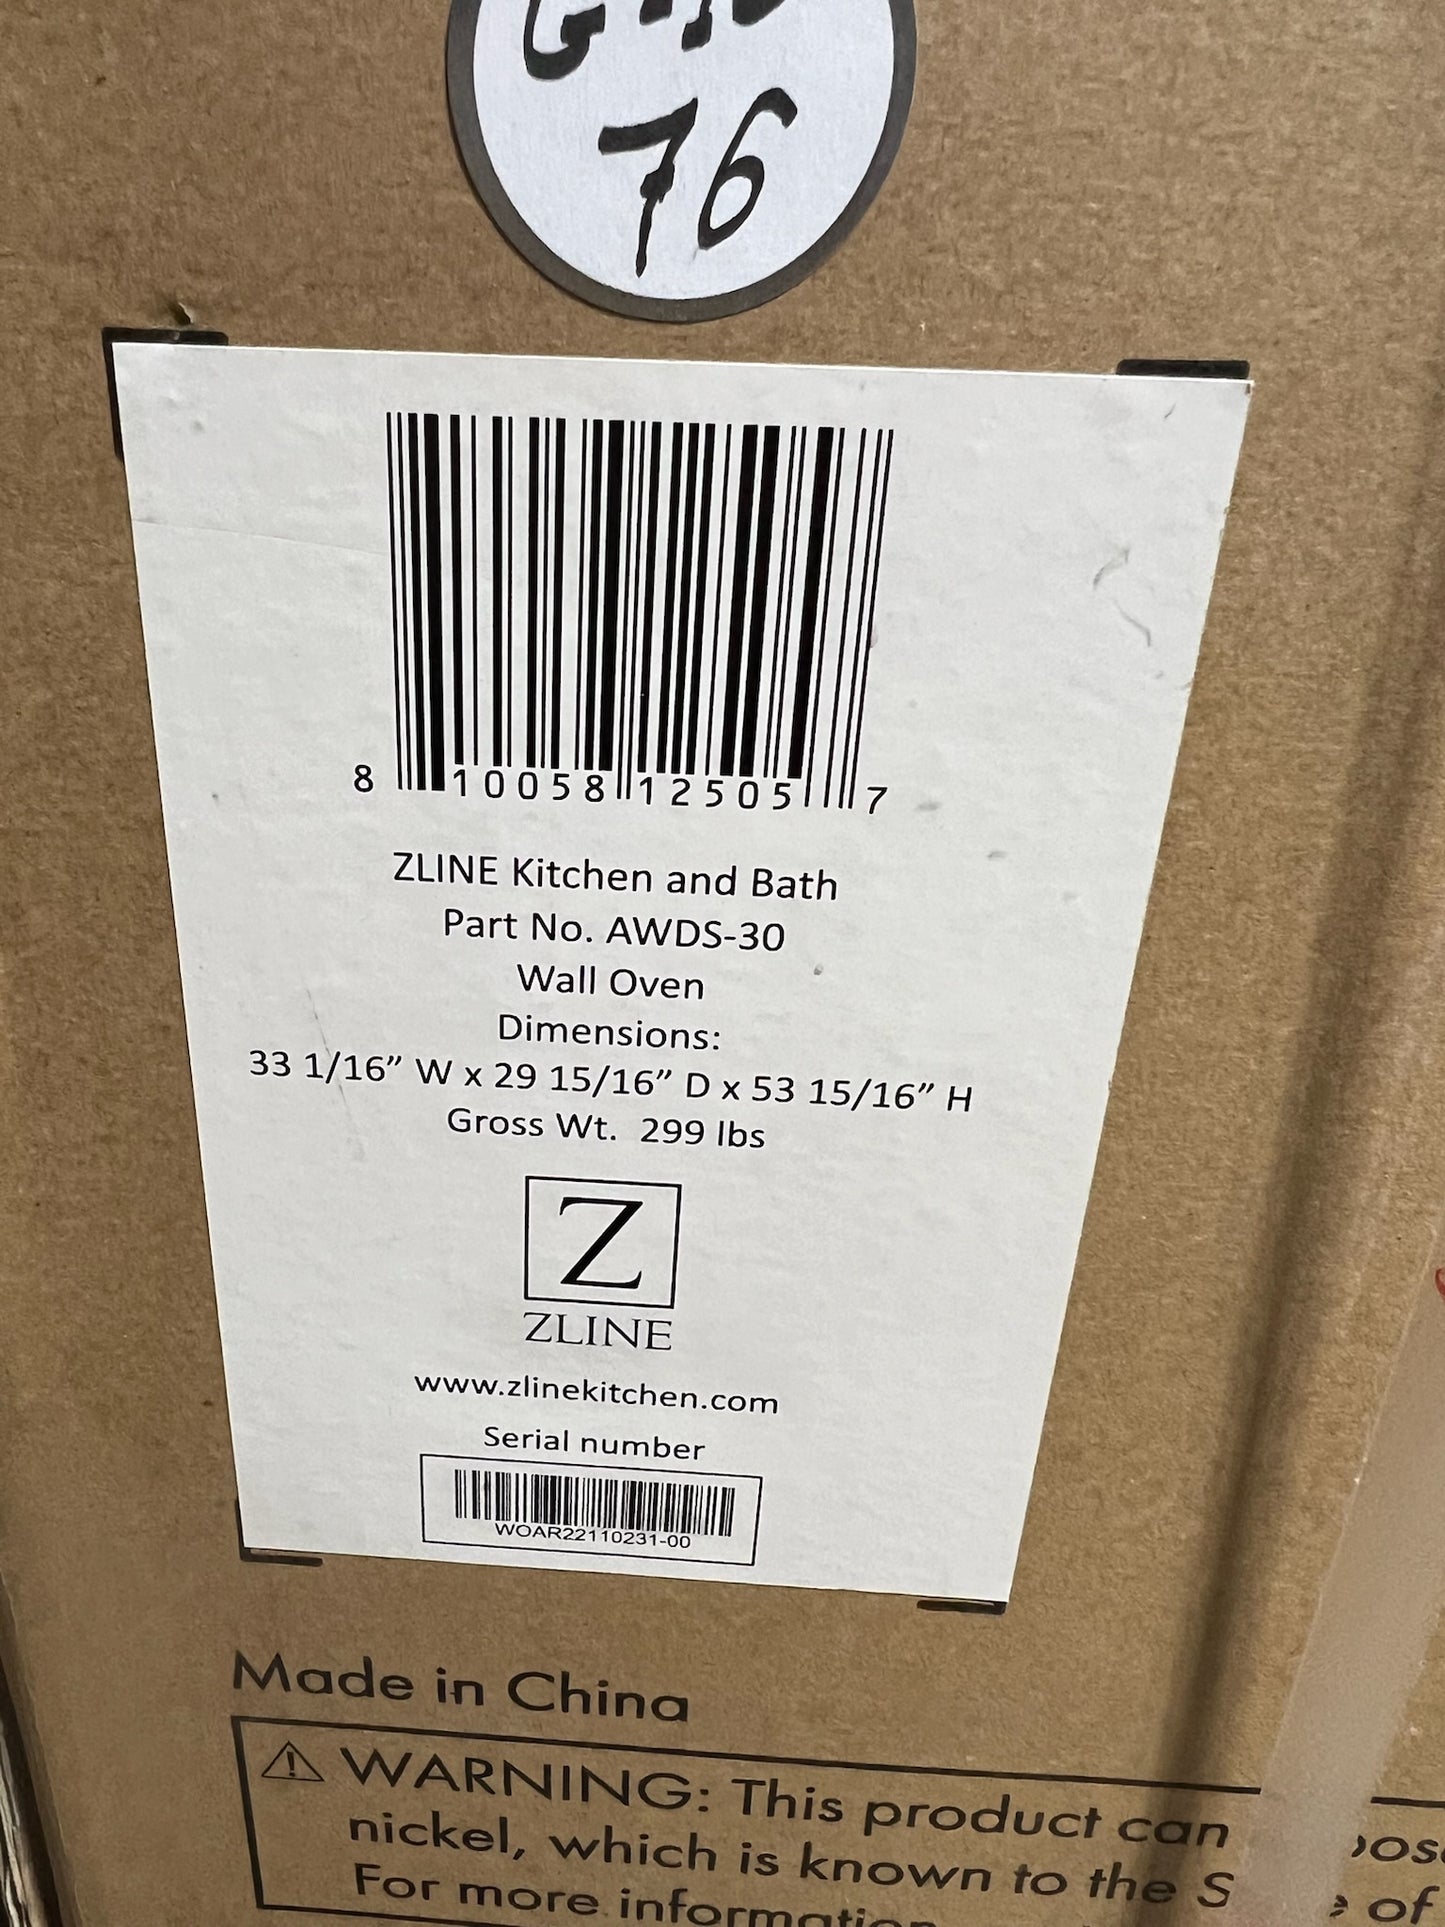 76
8 10058 12505 7
ZLINE Kitchen and Bath
Part No. AWDS-30
Wall Oven
Dimensions:
33 1/16” W x 29 15/16” D x 53 15/16” H
Gross Wt. 299 lbs
Z
ZLINE
www.zlinekitchen.com
Serial number
WOAR22110231-00
Made in China
WARNING: This product can
nickel, which is known to the S of
For more information